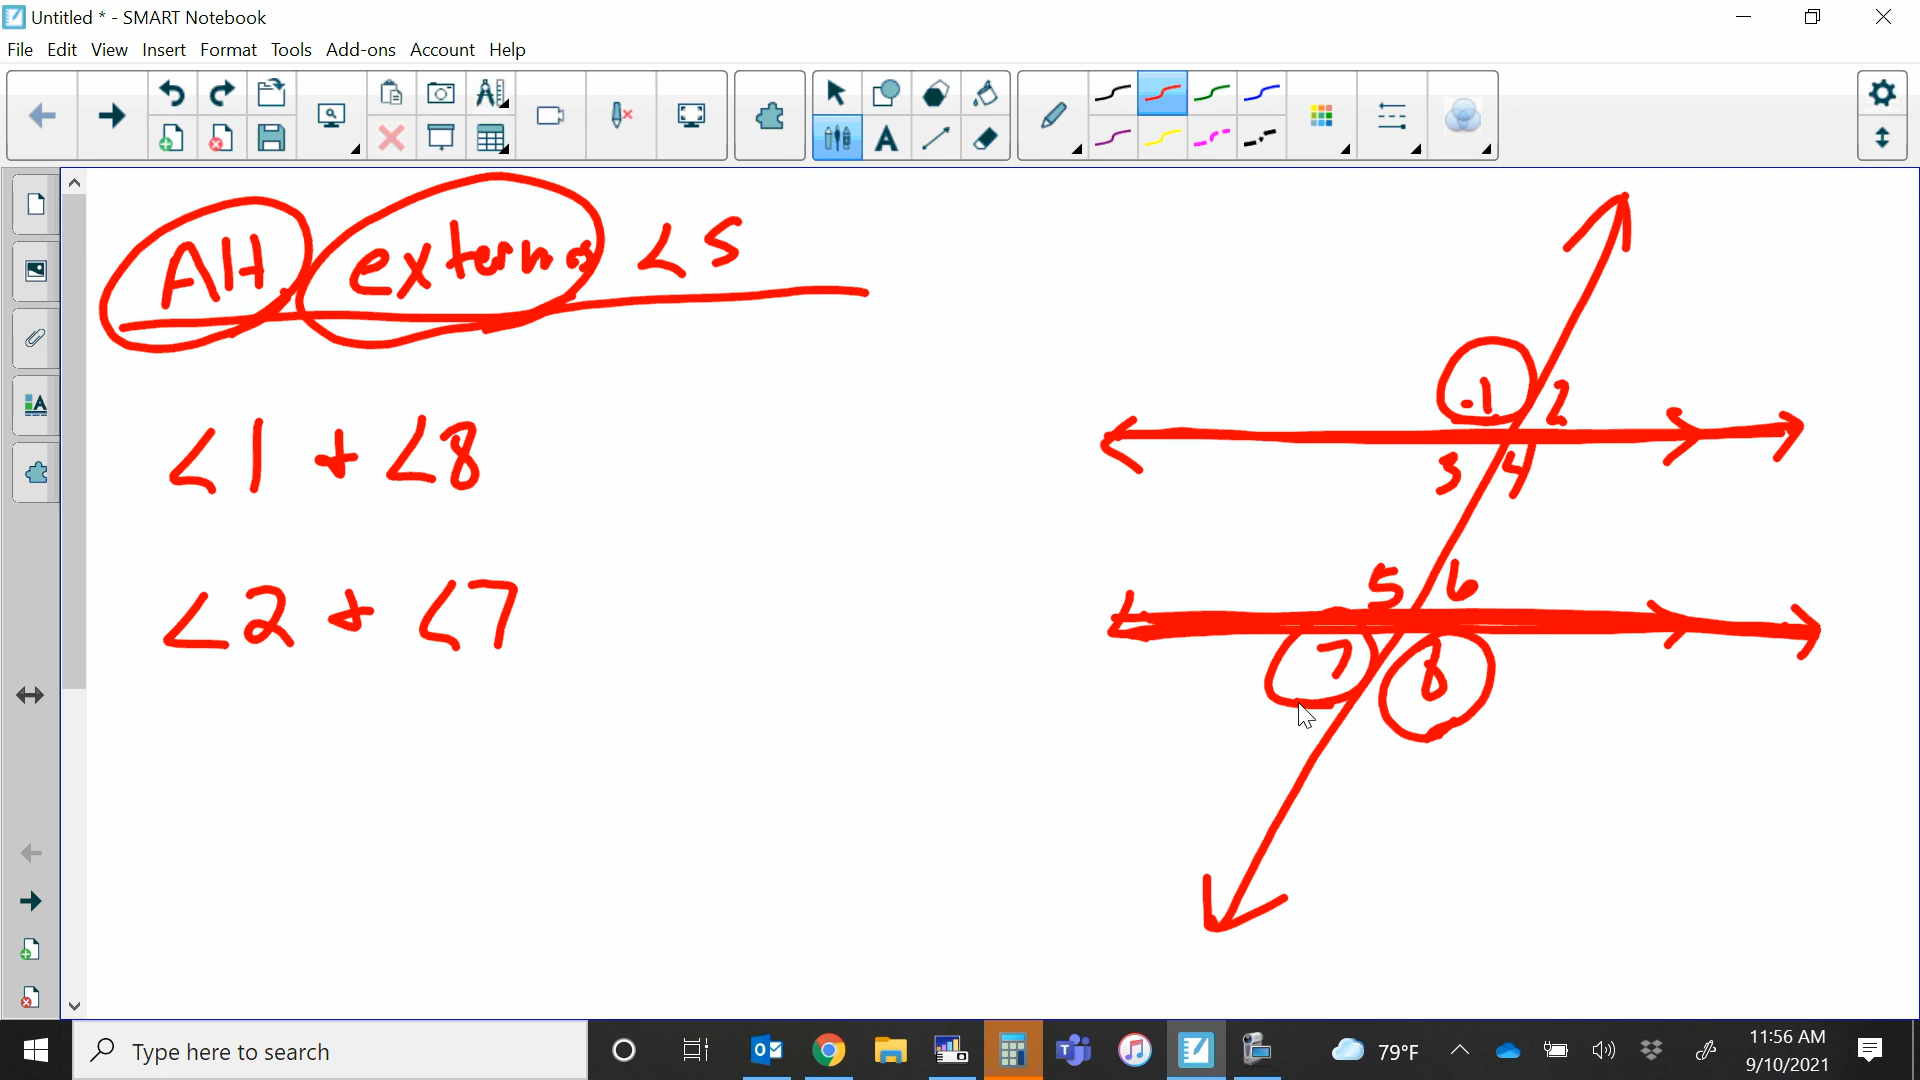 Untitled * - SMART Notebook
File Edit View Insert Format Tools Add-ons Account Help
Alt. exterior <s
<1 + <8
<2 + <7
1 2
3 4
5 6
7 8
Type here to search
79°F
11:56 AM
9/10/2021